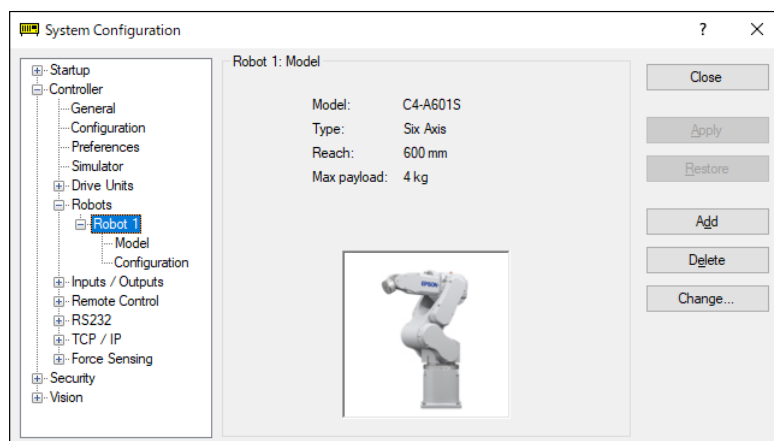 System Configuration
?
Startup
Controller
General
Configuration
Preferences
Simulator
Drive Units
Robots
Robot 1
Model
Configuration
Inputs / Outputs
Remote Control
RS232
TCP / IP
Force Sensing
Security
Vision
Robot 1: Model
Model: C4-A601S
Type: Six Axis
Reach: 600 mm
Max payload: 4 kg
EPSON
Close
Apply
Restore
Add
Delete
Change...